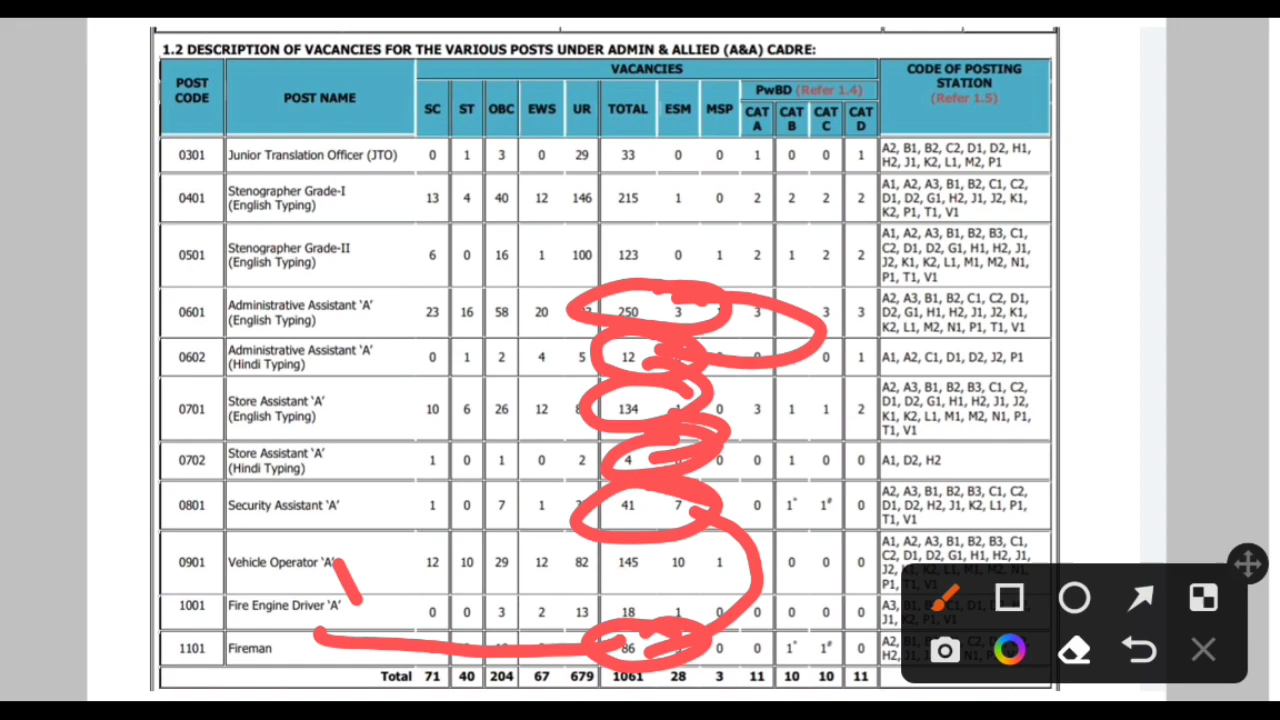 1.2 DESCRIPTION OF VACANCIES FOR THE VARIOUS POSTS UNDER ADMIN & ALLIED (A&A) CADRE:
POST CODE POST NAME VACANCIES CODE OF POSTING STATION (Refer 1.5)
SC ST OBC EWS UR TOTAL ESM MSP PwBD (Refer 1.4)
CAT A CAT B CAT C CAT D
0301 Junior Translation Officer (JTO) 0 1 3 0 29 33 0 0 1 0 0 1 A2, B1, B2, C2, D1, D2, H1,
H2, J1, K2, L1, M2, P1
0401 Stenographer Grade-I
(English Typing) 13 4 40 12 146 215 1 0 2 2 2 2 A1, A2, A3, B1, B2, C1, C2,
D1, D2, G1, H2, J1, J2, K1,
K2, P1, T1, V1
0501 Stenographer Grade-II
(English Typing) 6 0 16 1 100 123 0 1 2 1 2 2 A1, A2, A3, B1, B2, B3, C1,
C2, D1, D2, G1, H1, H2, J1,
J2, K1, K2, L1, M1, M2, N1,
P1, T1, V1
0601 Administrative Assistant 'A'
(English Typing) 23 16 58 20 250 3 3 3 3 A2, A3, B1, B2, C1, C2, D1,
D2, G1, H1, H2, J1, J2, K1,
K2, L1, M2, N1, P1, T1, V1
0602 Administrative Assistant 'A'
(Hindi Typing) 0 1 2 4 5 12 0 1 A1, A2, C1, D1, D2, J2, P1
0701 Store Assistant 'A'
(English Typing) 10 6 26 12 134 0 3 1 1 2 A2, A3, B1, B2, B3, C1, C2,
D1, D2, G1, H1, H2, J1, J2,
K1, K2, L1, M1, M2, N1, P1,
T1, V1
0702 Store Assistant 'A'
(Hindi Typing) 1 0 1 0 2 4 0 0 1 0 0 A1, D2, H2
0801 Security Assistant 'A' 1 0 7 1 41 7 0 1* 1# 0 A2, A3, B1, B2, B3, C1, C2,
D1, D2, H2, J1, K2, L1, P1,
T1, V1
0901 Vehicle Operator 'A' 12 10 29 12 82 145 10 1 0 0 0 A1, A2, A3, B1, B2, B3, C1,
C2, D1, D2, G1, H1, H2, J1,
J2,
P1,
1001 Fire Engine Driver 'A' 0 0 3 2 13 18 1 0 0 0 0 A3,
J1,
1101 Fireman 86 0 0 1* 1# 0 A2,
H2,
Total 71 40 204 67 679 1061 28 3 11 10 10 11